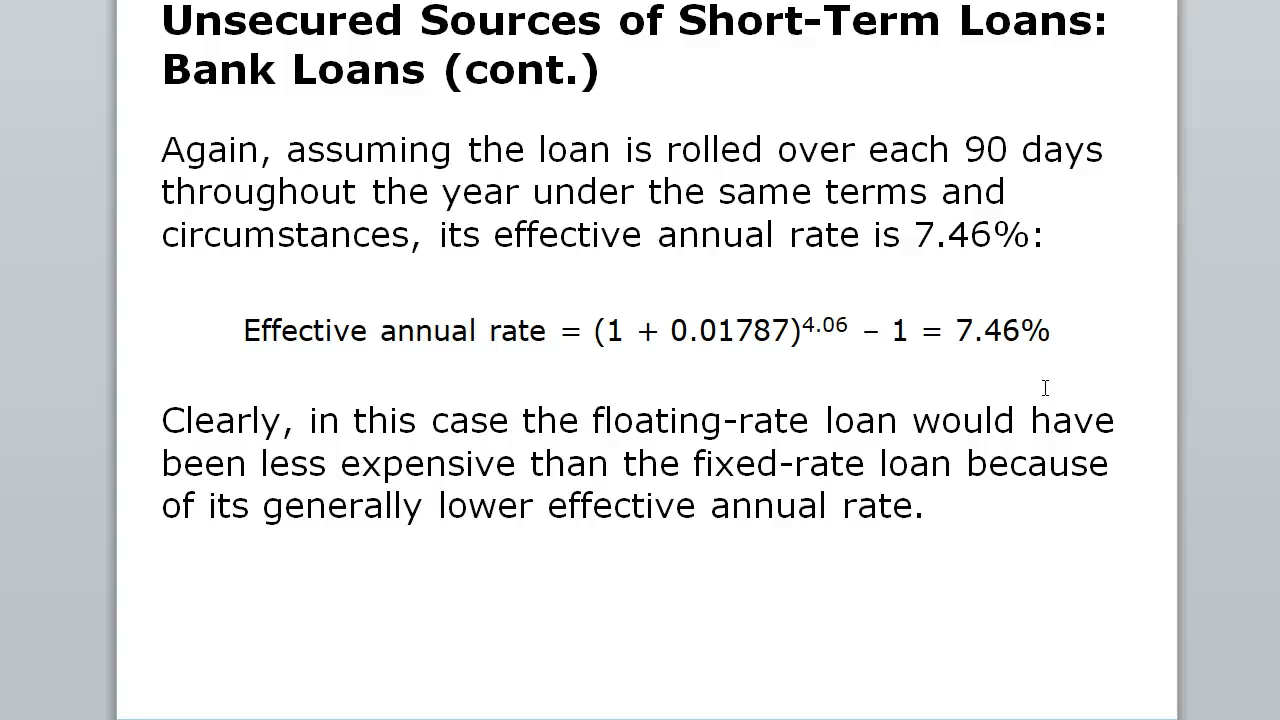 Unsecured Sources of Short-Term Loans:
Bank Loans (cont.)
Again, assuming the loan is rolled over each 90 days
throughout the year under the same terms and
circumstances, its effective annual rate is 7.46%:
Effective annual rate = (1 + 0.01787)^4.06 – 1 = 7.46%
Clearly, in this case the floating-rate loan would have
been less expensive than the fixed-rate loan because
of its generally lower effective annual rate.